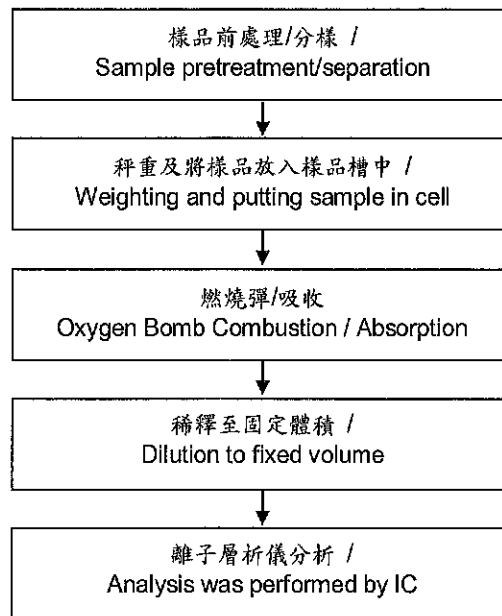 樣品前處理/分樣 /
Sample pretreatment/separation
秤重及將樣品放入樣品槽中 /
Weighting and putting sample in cell
燃燒彈/吸收
Oxygen Bomb Combustion / Absorption
稀釋至固定體積 /
Dilution to fixed volume
離子層析儀分析 /
Analysis was performed by IC